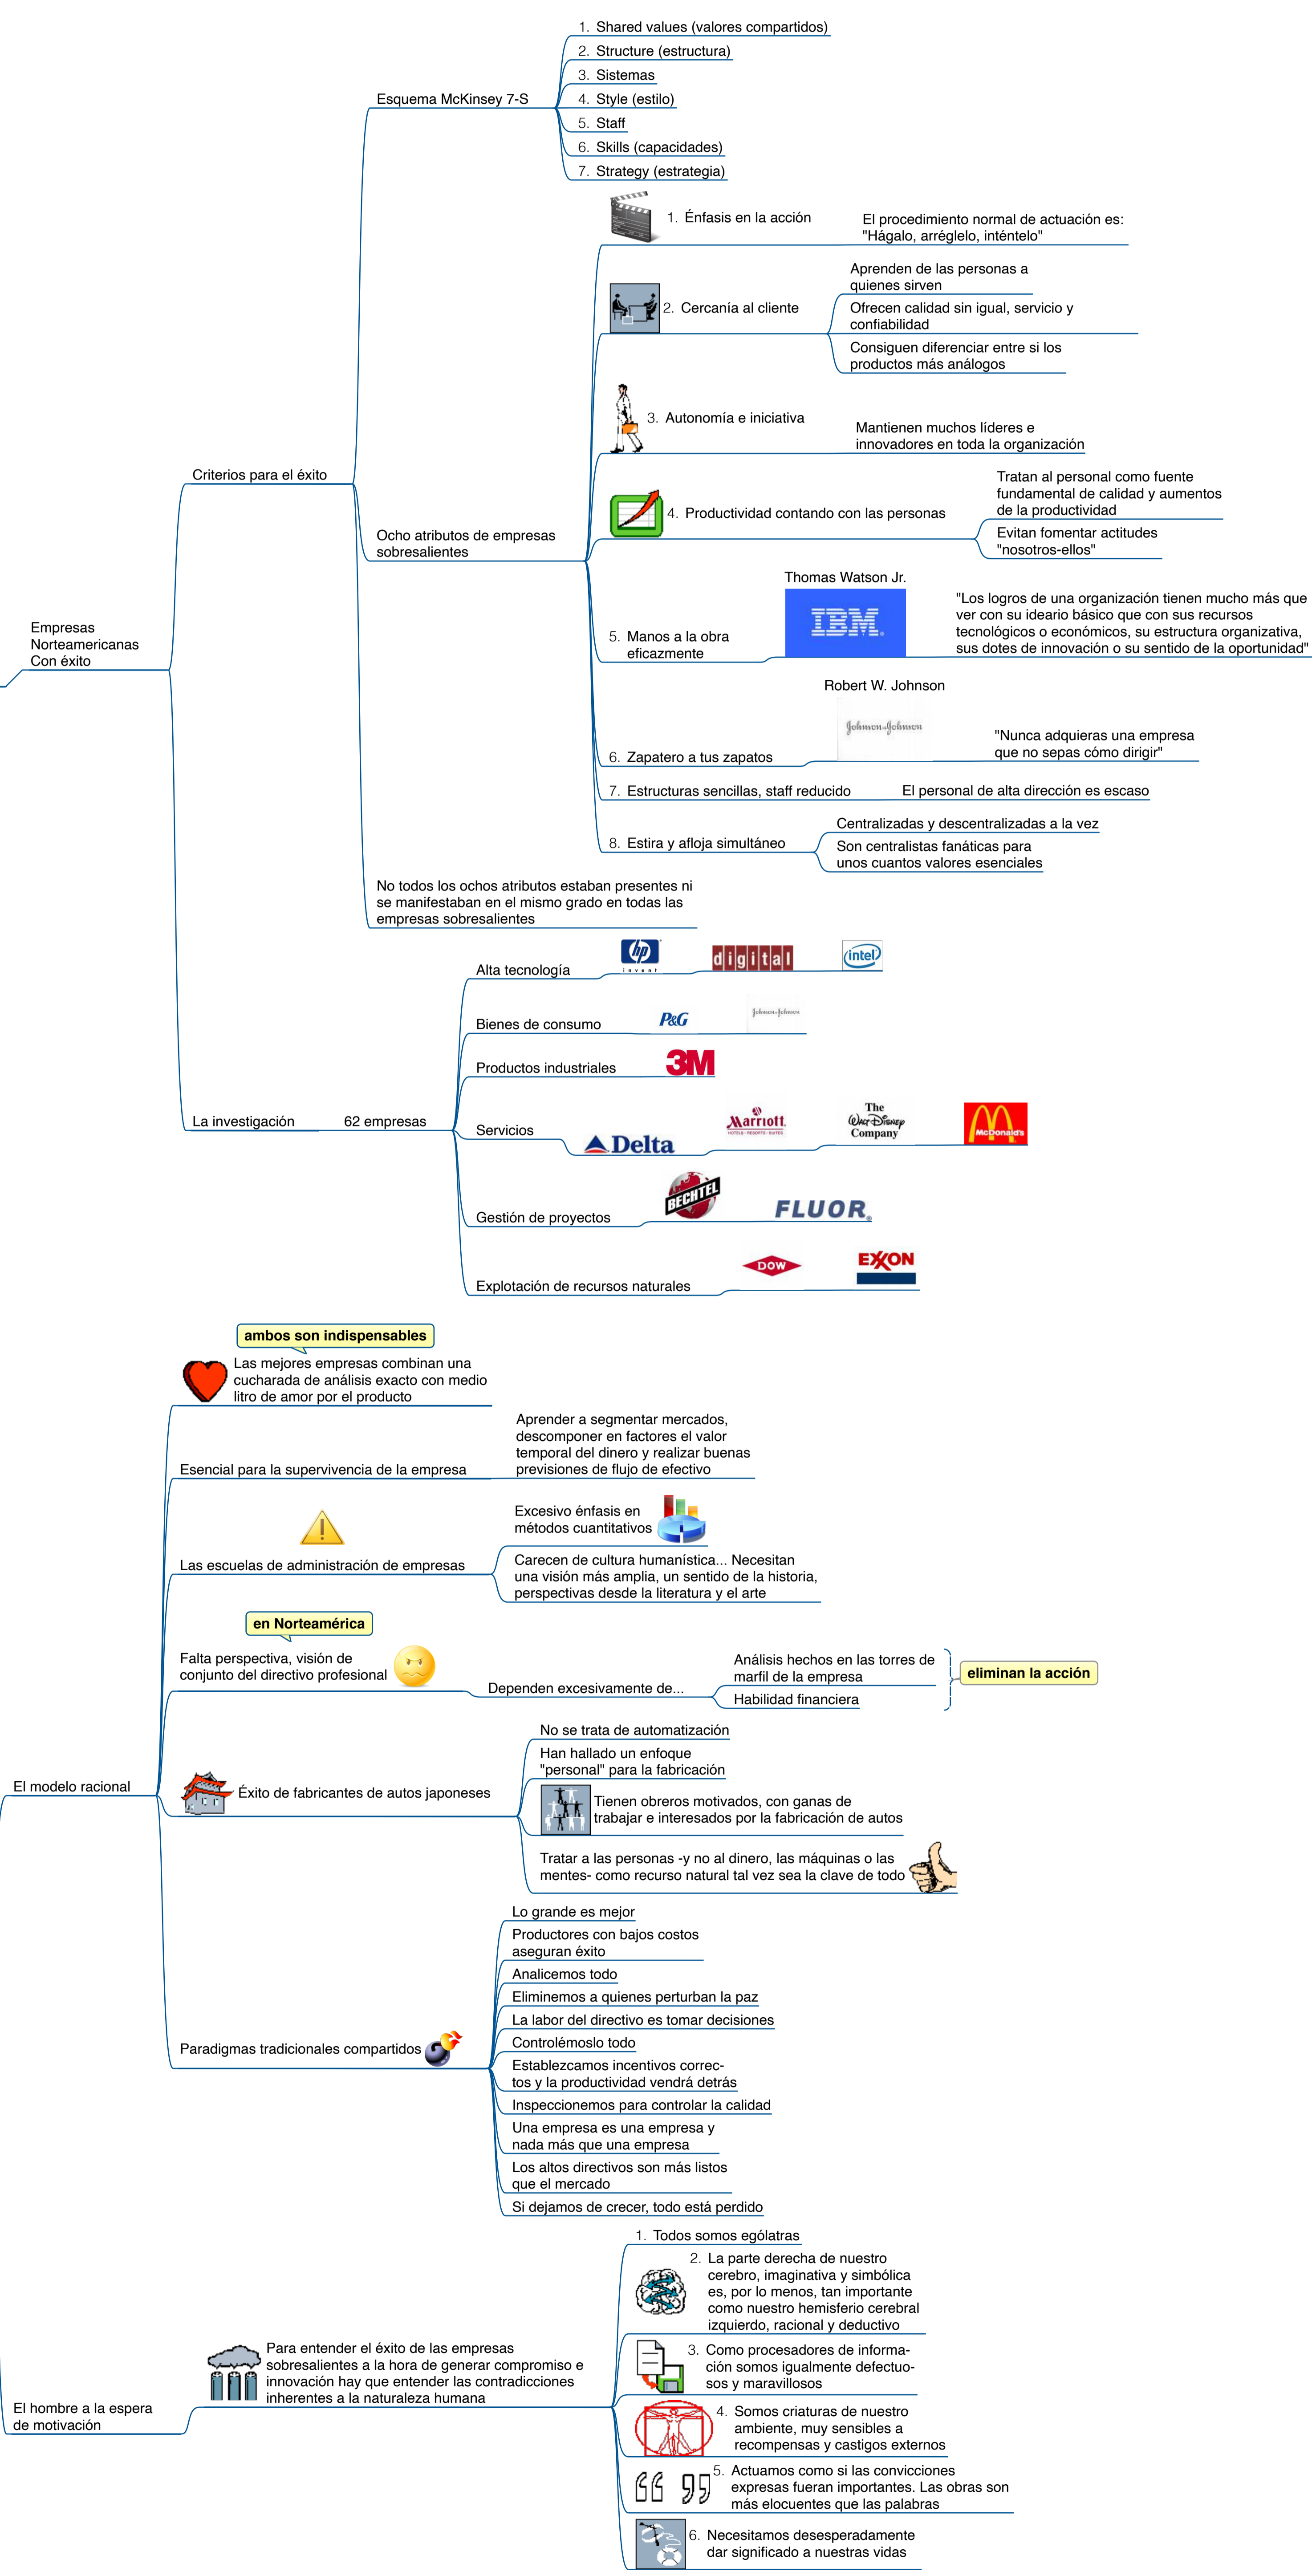 1. Shared values (valores compartidos)
2. Structure (estructura)
3. Sistemas
Esquema McKinsey 7-S
4. Style (estilo)
5. Staff
6. Skills (capacidades)
7. Strategy (estrategia)
1. Énfasis en la acción
El procedimiento normal de actuación es:
"Hágalo, arréglelo, inténtelo"
2. Cercanía al cliente
Aprenden de las personas a
quienes sirven
Ofrecen calidad sin igual, servicio y
confiabilidad
Consiguen diferenciar entre si los
productos más análogos
3. Autonomía e iniciativa
Mantienen muchos líderes e
innovadores en toda la organización
Criterios para el éxito
4. Productividad contando con las personas
Tratan al personal como fuente
fundamental de calidad y aumentos
de la productividad
Evitan fomentar actitudes
"nosotros-ellos"
Ocho atributos de empresas
sobresalientes
Empresas
Norteamericanas
Con éxito
5. Manos a la obra
eficazmente
Thomas Watson Jr.
IBM
"Los logros de una organización tienen mucho más que
ver con su ideario básico que con sus recursos
tecnológicos o económicos, su estructura organizativa,
sus dotes de innovación o su sentido de la oportunidad"
6. Zapatero a tus zapatos
Robert W. Johnson
Johnson & Johnson
"Nunca adquieras una empresa
que no sepas cómo dirigir"
7. Estructuras sencillas, staff reducido
El personal de alta dirección es escaso
8. Estira y afloja simultáneo
Centralizadas y descentralizadas a la vez
Son centralistas fanáticas para
unos cuantos valores esenciales
No todos los ochos atributos estaban presentes ni
se manifestaban en el mismo grado en todas las
empresas sobresalientes
Alta tecnología
hp
invent
digital
intel
Bienes de consumo
P&G
Johnson & Johnson
Productos industriales
3M
La investigación
62 empresas
Servicios
Delta
Marriott
HOTELS · RESORTS · SUITES
The
Walt Disney
Company
McDonald's
Gestión de proyectos
BECHTEL
FLUOR
Explotación de recursos naturales
DOW
EXXON
ambos son indispensables
Las mejores empresas combinan una
cucharada de análisis exacto con medio
litro de amor por el producto
Esencial para la supervivencia de la empresa
Aprender a segmentar mercados,
descomponer en factores el valor
temporal del dinero y realizar buenas
previsiones de flujo de efectivo
Las escuelas de administración de empresas
Excesivo énfasis en
métodos cuantitativos
Carecen de cultura humanística... Necesitan
una visión más amplia, un sentido de la historia,
perspectivas desde la literatura y el arte
en Norteamérica
Falta perspectiva, visión de
conjunto del directivo profesional
Dependen excesivamente de...
Análisis hechos en las torres de
marfil de la empresa
Habilidad financiera
eliminan la acción
El modelo racional
Éxito de fabricantes de autos japoneses
No se trata de automatización
Han hallado un enfoque
"personal" para la fabricación
Tienen obreros motivados, con ganas de
trabajar e interesados por la fabricación de autos
Tratar a las personas -y no al dinero, las máquinas o las
mentes- como recurso natural tal vez sea la clave de todo
Paradigmas tradicionales compartidos
Lo grande es mejor
Productores con bajos costos
aseguran éxito
Analicemos todo
Eliminemos a quienes perturban la paz
La labor del directivo es tomar decisiones
Controlémoslo todo
Establezcamos incentivos correc-
tos y la productividad vendrá detrás
Inspeccionemos para controlar la calidad
Una empresa es una empresa y
nada más que una empresa
Los altos directivos son más listos
que el mercado
Si dejamos de crecer, todo está perdido
El hombre a la espera
de motivación
Para entender el éxito de las empresas
sobresalientes a la hora de generar compromiso e
innovación hay que entender las contradicciones
inherentes a la naturaleza humana
1. Todos somos ególatras
2. La parte derecha de nuestro
cerebro, imaginativa y simbólica
es, por lo menos, tan importante
como nuestro hemisferio cerebral
izquierdo, racional y deductivo
3. Como procesadores de informa-
ción somos igualmente defectuo-
sos y maravillosos
4. Somos criaturas de nuestro
ambiente, muy sensibles a
recompensas y castigos externos
5. Actuamos como si las convicciones
expresas fueran importantes. Las obras son
más elocuentes que las palabras
6. Necesitamos desesperadamente
dar significado a nuestras vidas